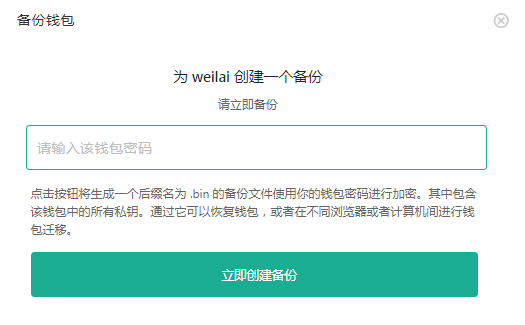 备份钱包
为 weilai 创建一个备份
请立即备份
请输入该钱包密码
点击按钮将生成一个后缀名为 .bin 的备份文件使用你的钱包密码进行加密。其中包含
该钱包中的所有私钥。通过它可以恢复钱包，或者在不同浏览器或者计算机间进行钱
包迁移。
立即创建备份